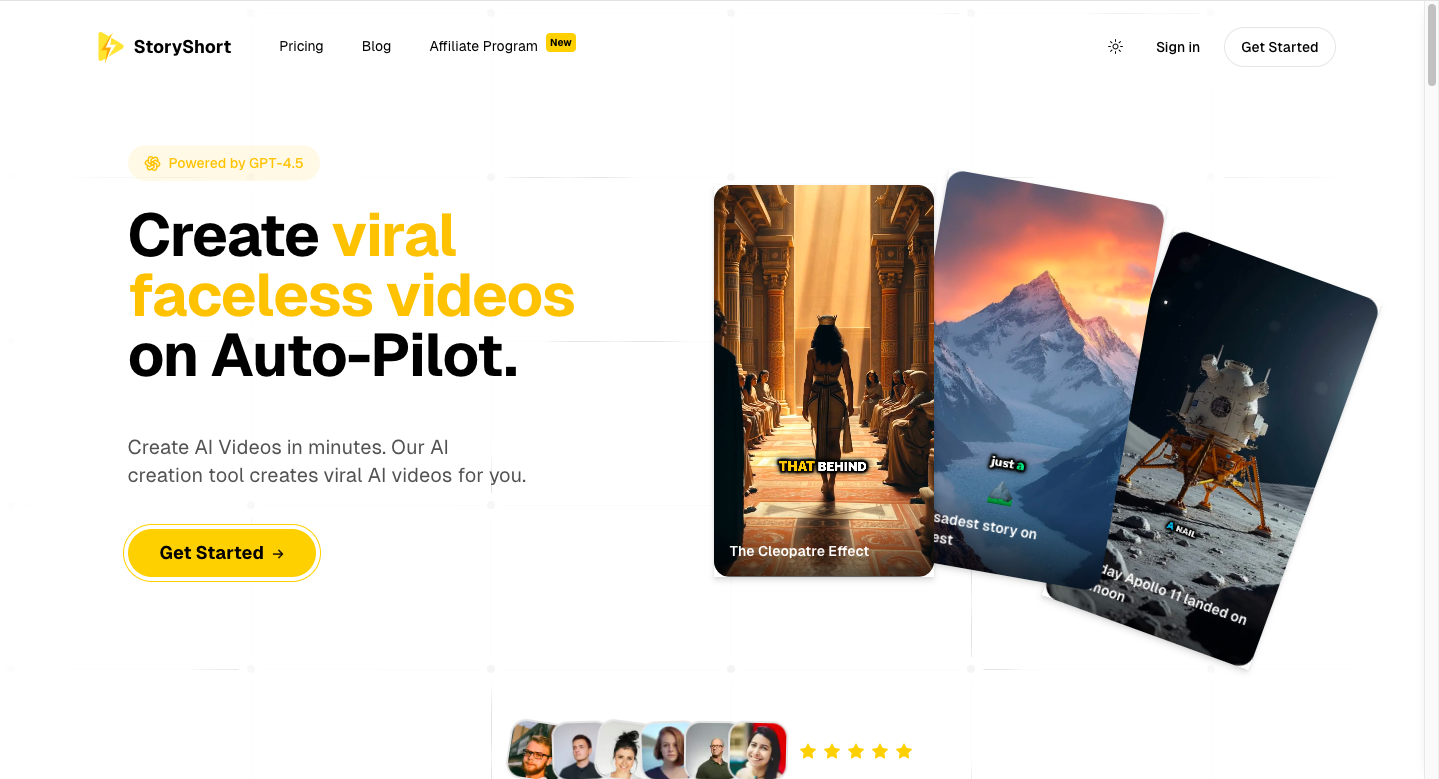 StoryShort
Pricing
Blog
Affiliate Program
New
Sign in
Get Started
Powered by GPT-4.5
Create viral
faceless videos
on Auto-Pilot.
Create AI Videos in minutes. Our AI
creation tool creates viral AI videos for you.
Get Started →
THAT BEHIND
The Cleopatre Effect
just a
sadest story on
est
A NAIL
day Apollo 11 landed on
moon